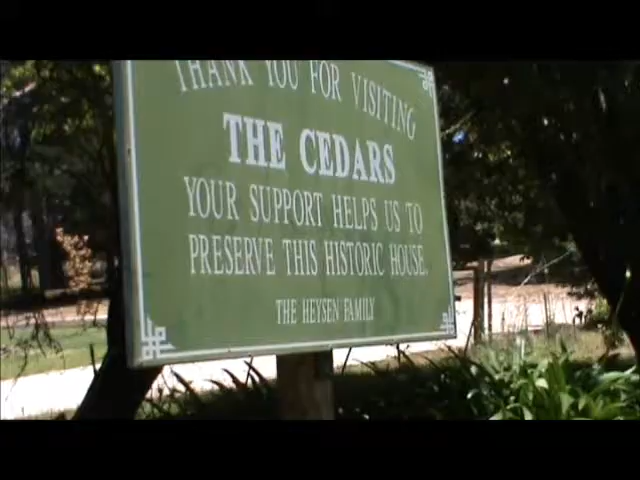 THANK YOU FOR VISITING
THE CEDARS
YOUR SUPPORT HELPS US TO
PRESERVE THIS HISTORIC HOUSE.
THE HEYSEN FAMILY